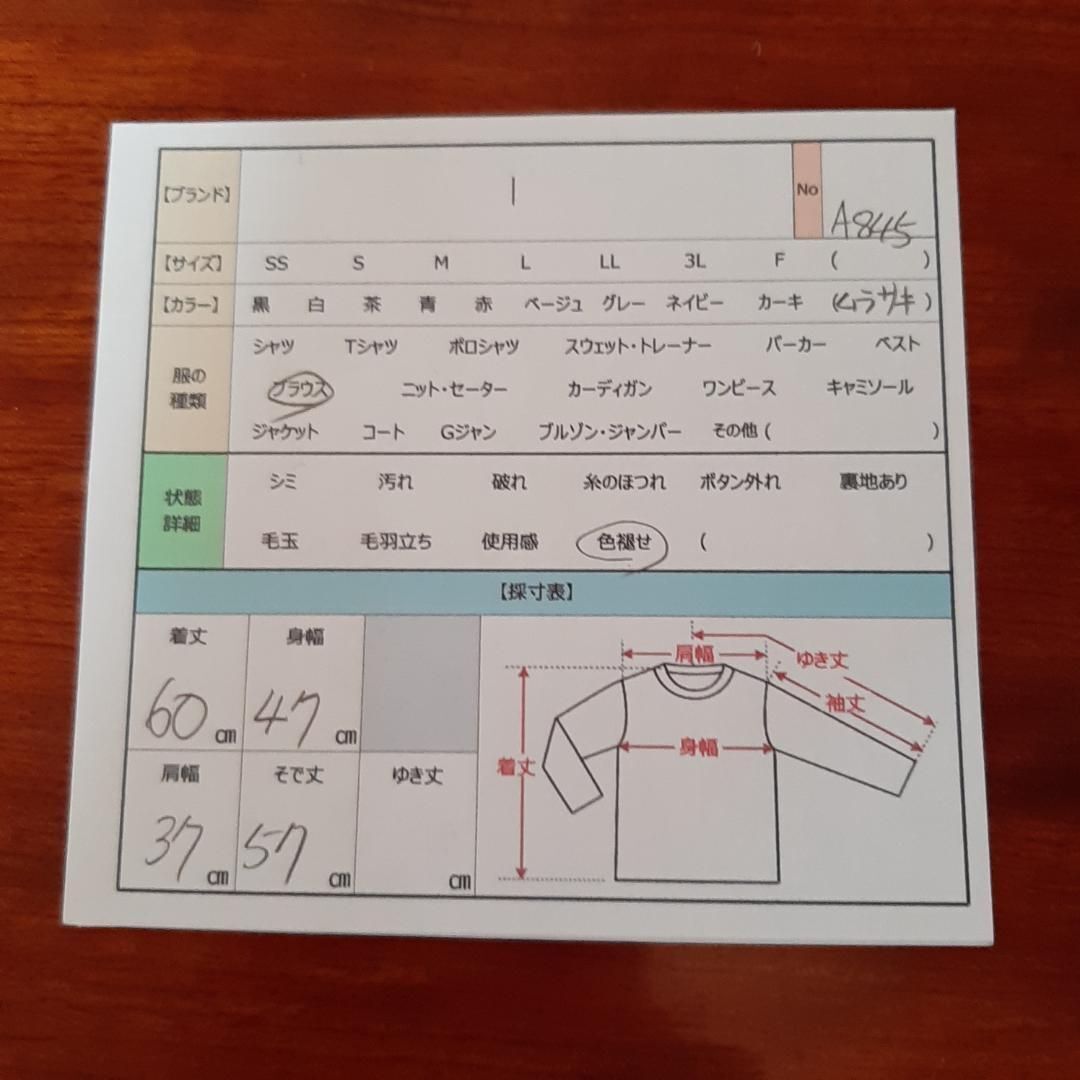 【ブランド】 | No A845
【サイズ】 SS S M L LL 3L F ( )
【カラー】 黒 白 茶 青 赤 ベージュ グレー ネイビー カーキ (ムラサキ)
服の種類
シャツ Tシャツ ポロシャツ スウェット・トレーナー パーカー ベスト
ブラウス ニット・セーター カーディガン ワンピース キャミソール
ジャケット コート Gジャン ブルゾン・ジャンパー その他 ( )
状態詳細
シミ 汚れ 破れ 糸のほつれ ボタン外れ 裏地あり
毛玉 毛羽立ち 使用感 色褪せ ( )
【採寸表】
着丈 身幅
60 cm 47 cm
肩幅 そで丈 ゆき丈
37 cm 57 cm cm
肩幅 ゆき丈
袖丈
身幅
着丈